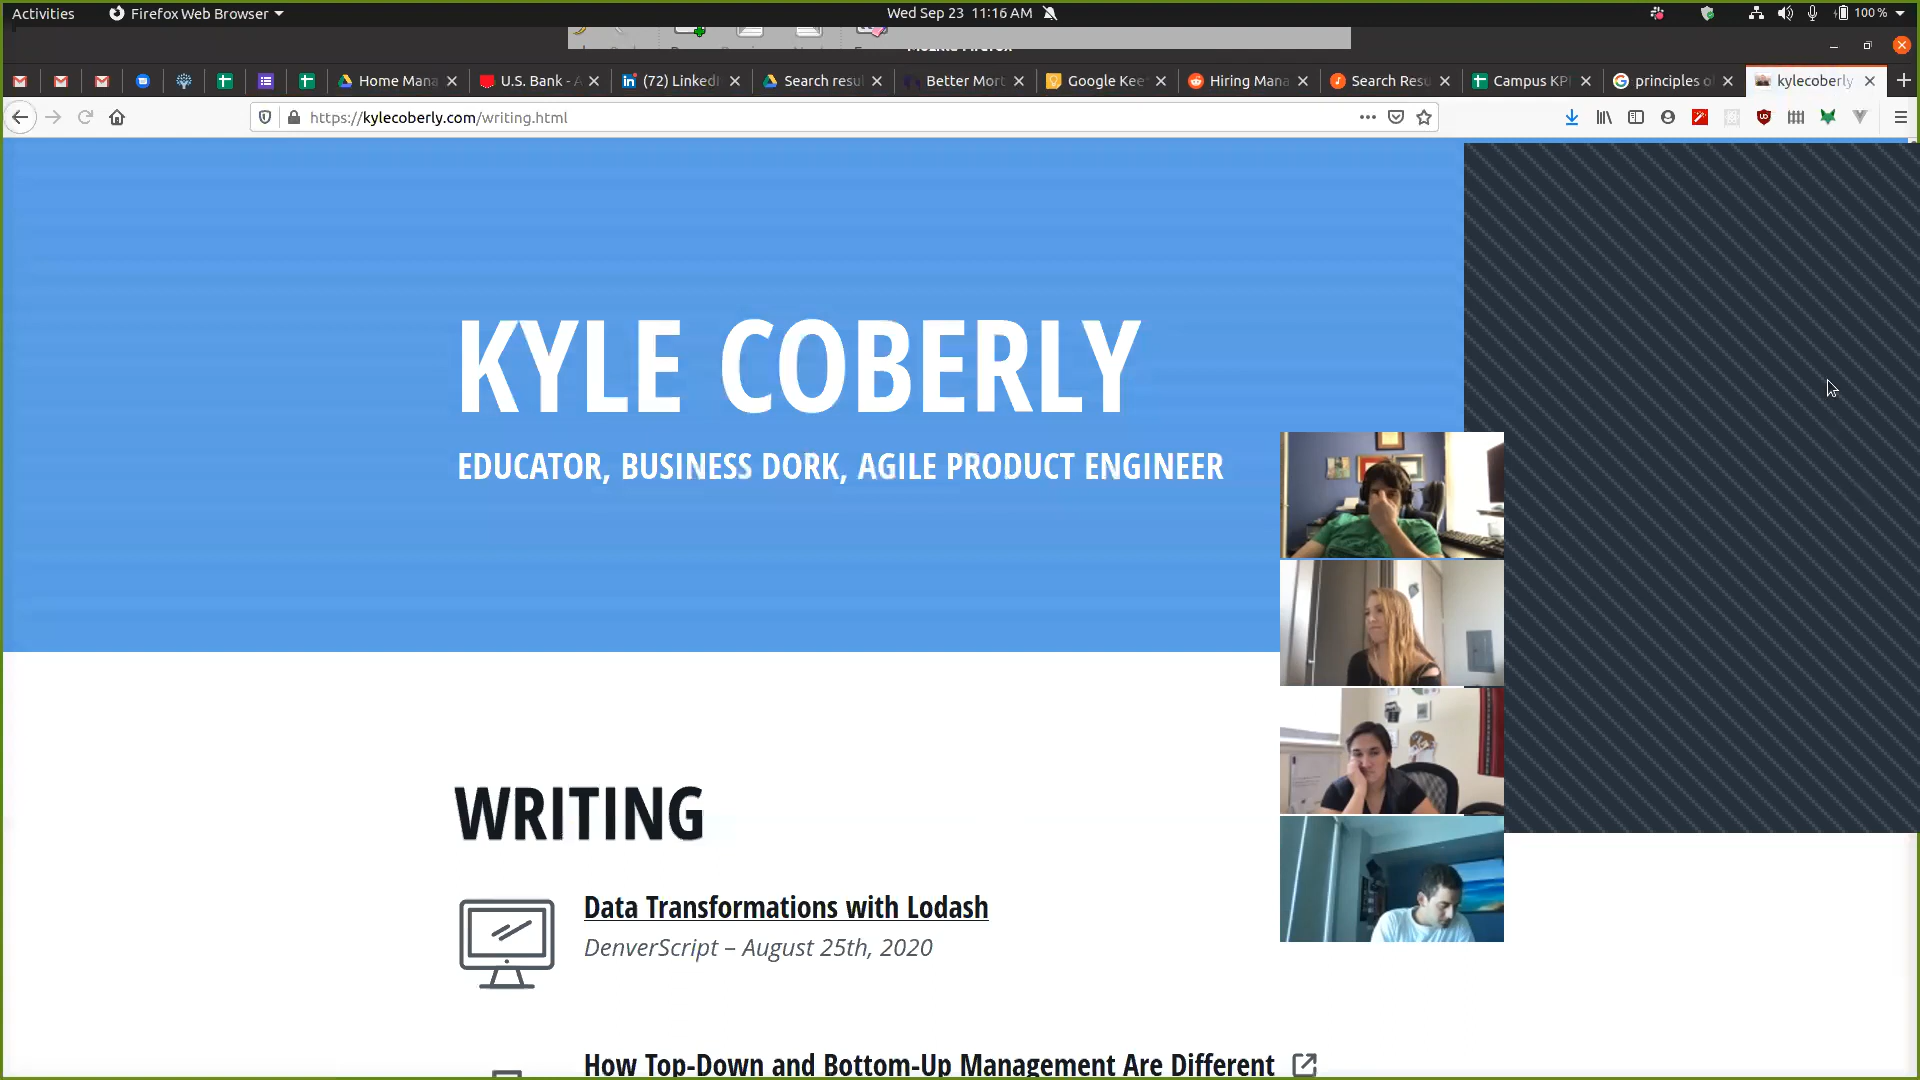 Activities
Firefox Web Browser
Wed Sep 23 11:16 AM
100 %
Home Mana
U.S. Bank - A
(72) LinkedI
Search resul
Better Mort
Google Kee
Hiring Mana
Search Resu
Campus KPI
principles o
kylecoberly
https://kylecoberly.com/writing.html
KYLE COBERLY
EDUCATOR, BUSINESS DORK, AGILE PRODUCT ENGINEER
WRITING
Data Transformations with Lodash
DenverScript – August 25th, 2020
How Top-Down and Bottom-Up Management Are Different